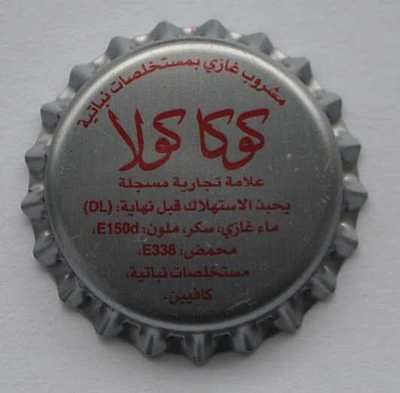 مشروب غازي بمستخلصات نباتية
كوكا كولا
علامة تجارية مسجلة
يحبذ الاستهلاك قبل نهاية: (DL)
ماء غازي، سكر، ملون: E150d،
محمض: E338،
مستخلصات نباتية،
كافيين.